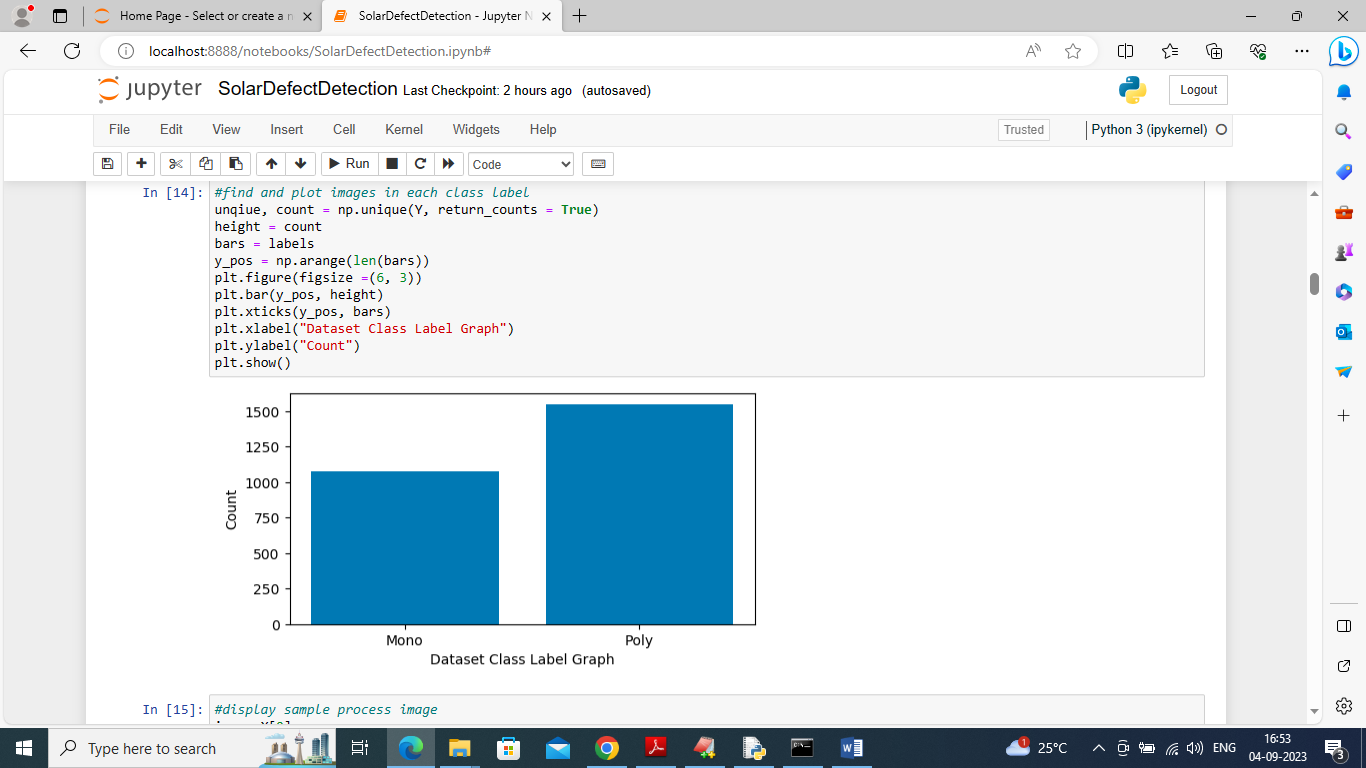 Home Page - Select or create a n
SolarDefectDetection - Jupyter N
localhost:8888/notebooks/SolarDefectDetection.ipynb#
jupyter SolarDefectDetection Last Checkpoint: 2 hours ago (autosaved)
Logout
File Edit View Insert Cell Kernel Widgets Help
Trusted
Python 3 (ipykernel)
Run
Code
In [14]: #find and plot images in each class label
unqiue, count = np.unique(Y, return_counts = True)
height = count
bars = labels
y_pos = np.arange(len(bars))
plt.figure(figsize =(6, 3))
plt.bar(y_pos, height)
plt.xticks(y_pos, bars)
plt.xlabel("Dataset Class Label Graph")
plt.ylabel("Count")
plt.show()
1500
1250
1000
750
500
250
0
Count
Mono Poly
Dataset Class Label Graph
In [15]: #display sample process image
Type here to search
1
25°C
ENG
16:53
04-09-2023
3